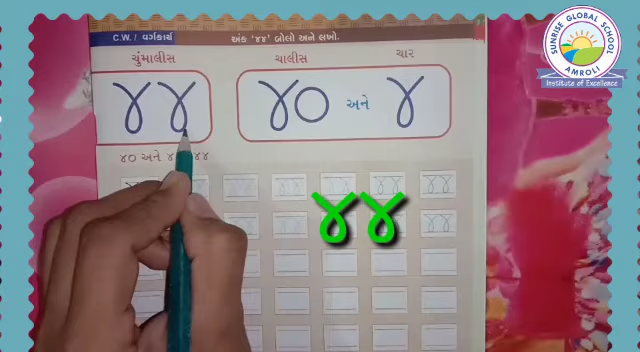 C.W. / વર્ગકાર્ય
અંક '૪૪' બોલો અને લખો.
ચુંમાલીસ
ચાલીસ
ચાર
૪૪
૪૦ અને ૪
૪૦ અને ૪ ૪૪
૪૪
SUNRISE GLOBAL SCHOOL
AMROLI
Institute of Excellence